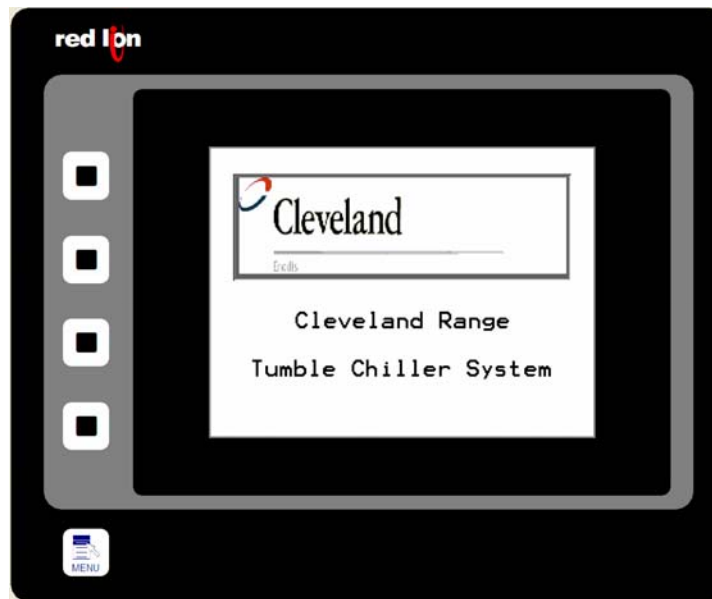 red lion
Cleveland
Enodis
Cleveland Range
Tumble Chiller System
MENU